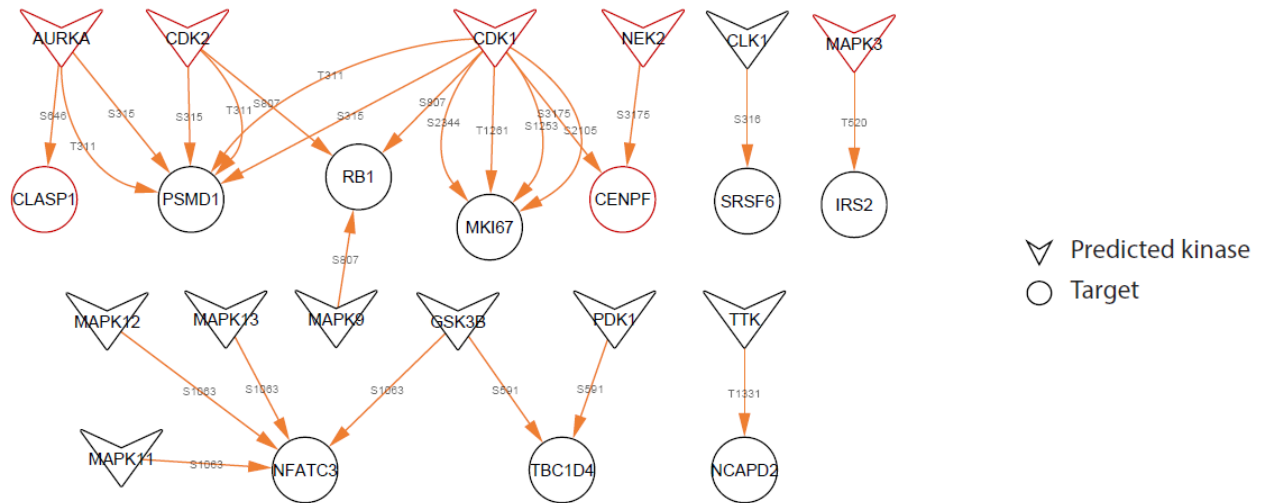 AURKA
CDK2
CDK1
NEK2
CLK1
MAPK3
T311
S646
S315
T311
S315
T311
S807
S315
S807
S2344
T1261
S3175
S1253
S2105
S3175
S316
T520
CLASP1
PSMD1
RB1
MKI67
CENPF
SRSF6
IRS2
Predicted kinase
Target
S807
MAPK12
MAPK13
MAPK9
GSK3B
PDK1
TTK
S1063
S1063
S1063
S591
S591
T1331
MAPK11
S1063
NFATC3
TBC1D4
NCAPD2